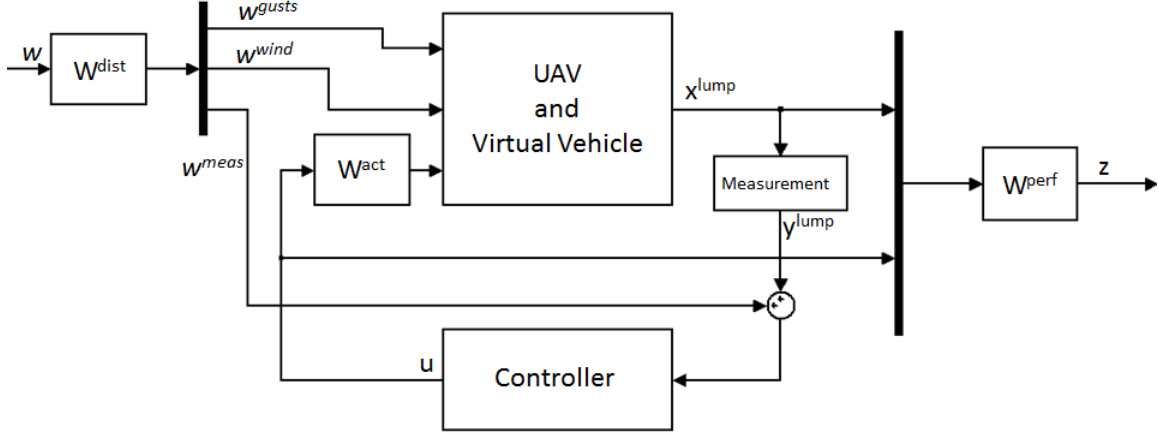 w
W^dist
w^gusts
w^wind
w^meas
W^act
UAV
and
Virtual Vehicle
x^lump
Measurement
y^lump
W^perf
z
u
Controller